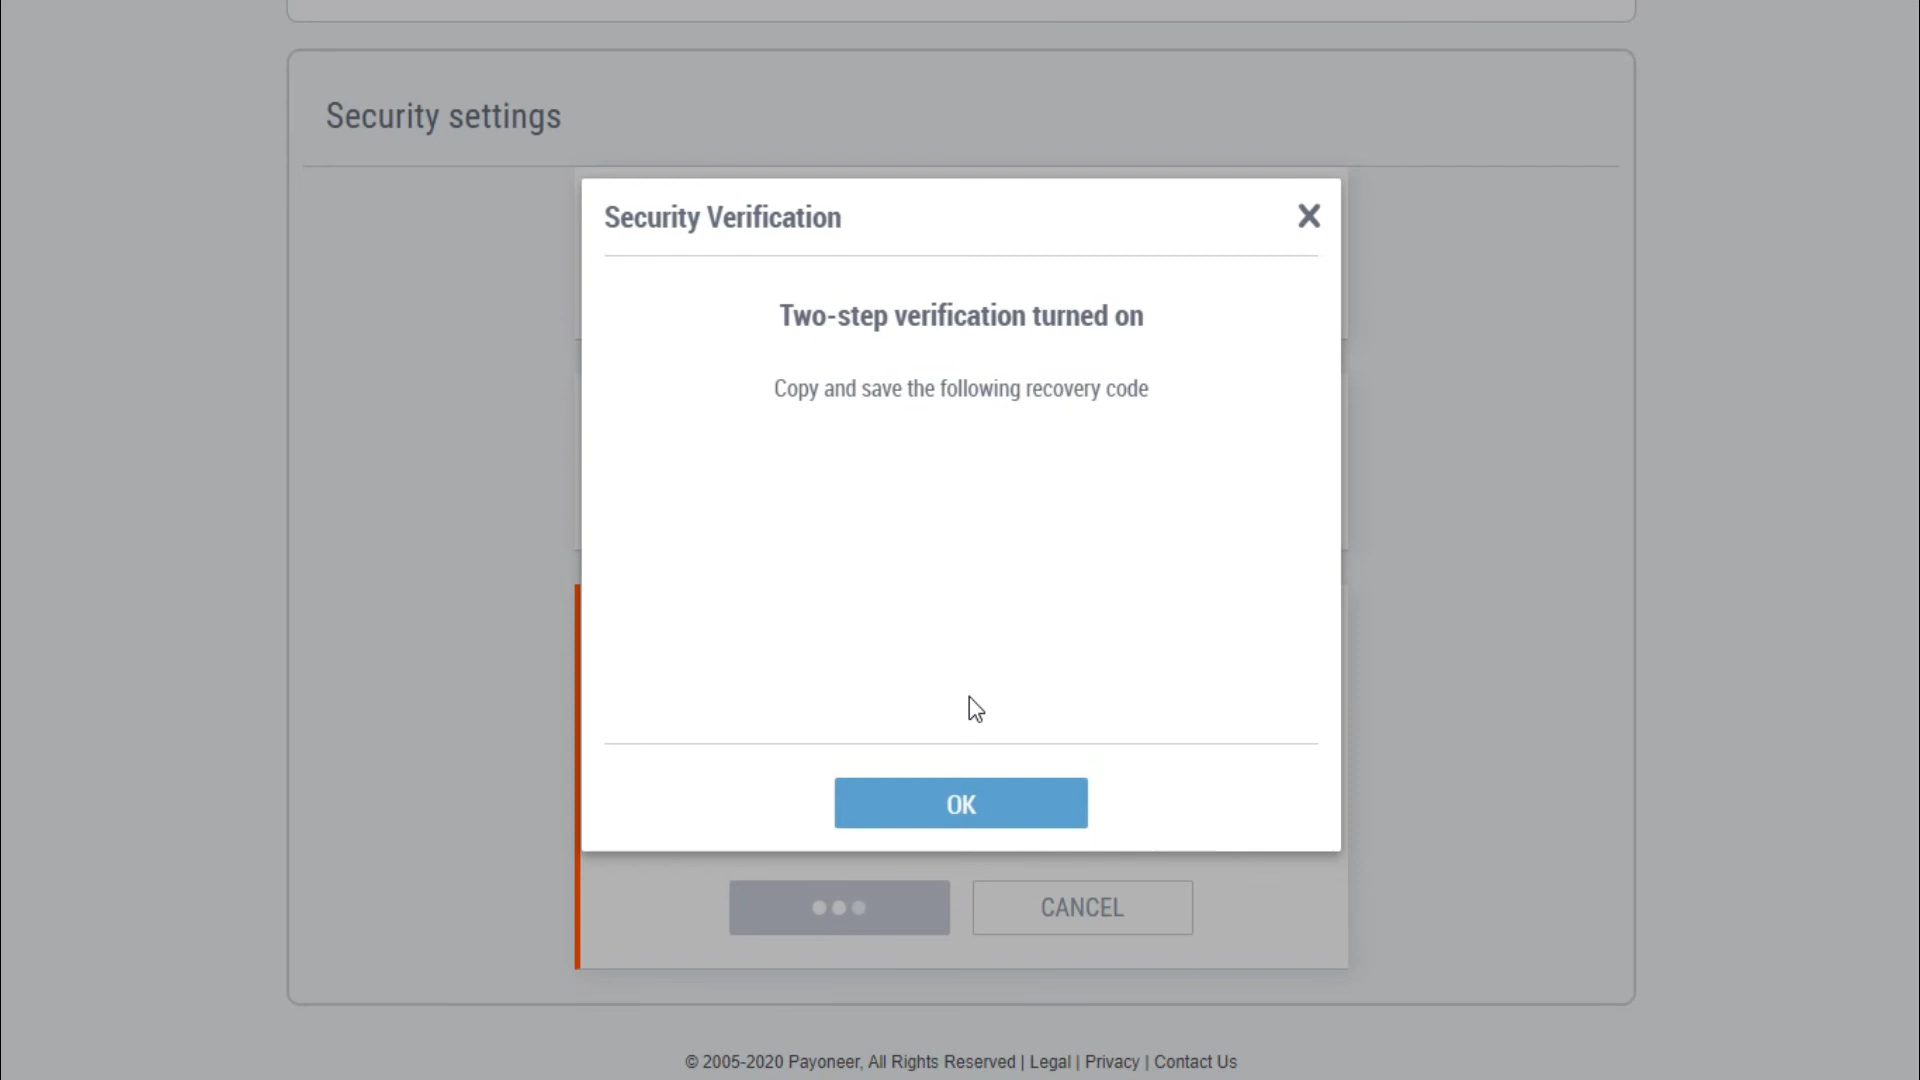 Security settings
Security Verification
Two-step verification turned on
Copy and save the following recovery code
OK
CANCEL
© 2005-2020 Payoneer, All Rights Reserved | Legal | Privacy | Contact Us